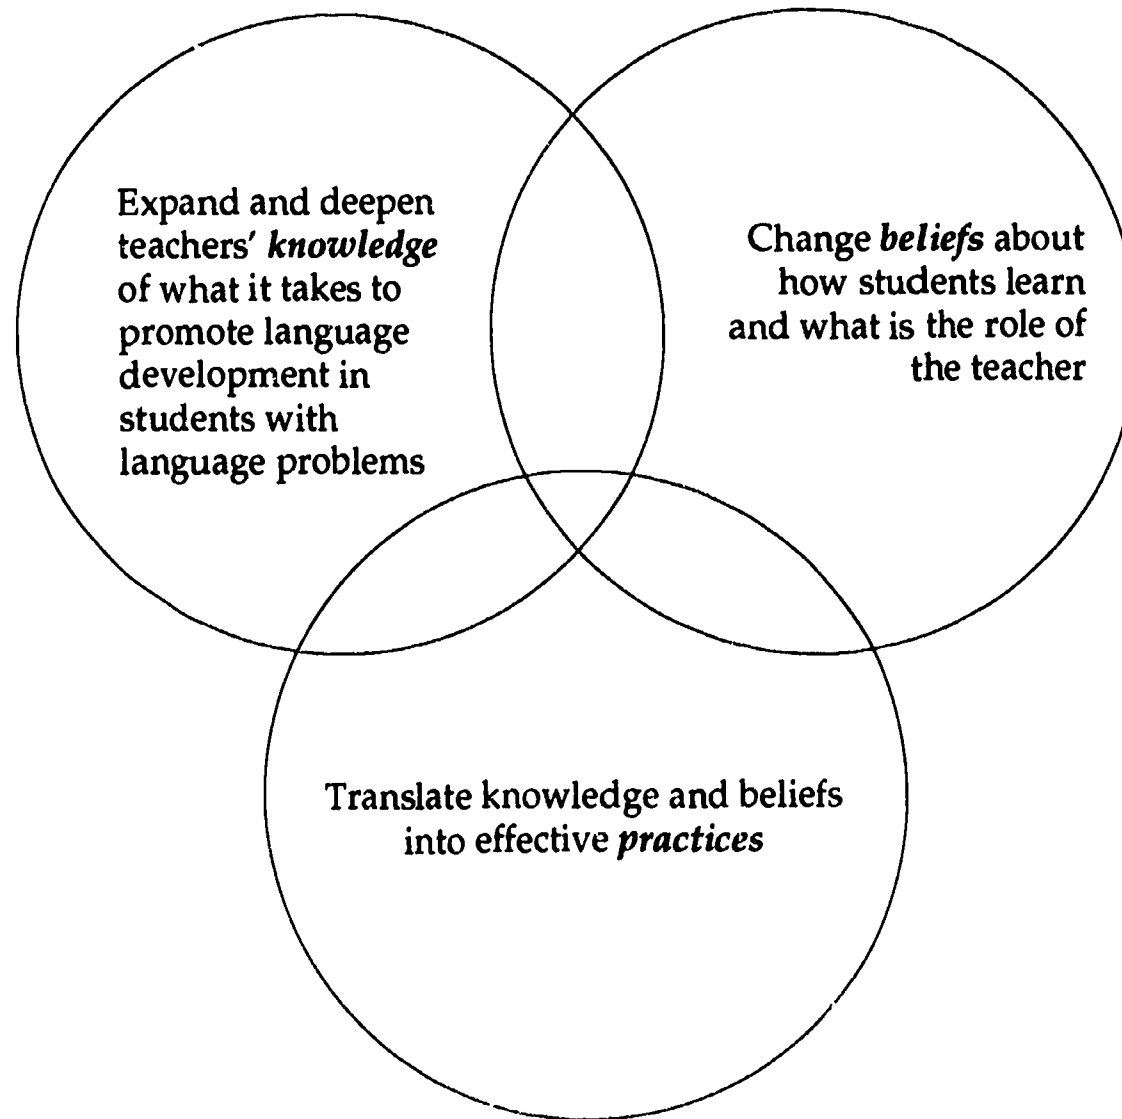 Expand and deepen
teachers' knowledge
of what it takes to
promote language
development in
students with
language problems
Change beliefs about
how students learn
and what is the role of
the teacher
Translate knowledge and beliefs
into effective practices